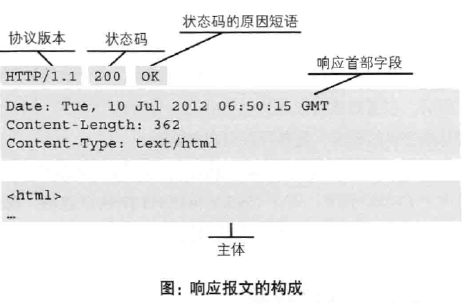 状态码的原因短语
协议版本 状态码
响应首部字段
HTTP/1.1 200 OK
Date: Tue, 10 Jul 2012 06:50:15 GMT
Content-Length: 362
Content-Type: text/html
<html>
…
主体
图：响应报文的构成